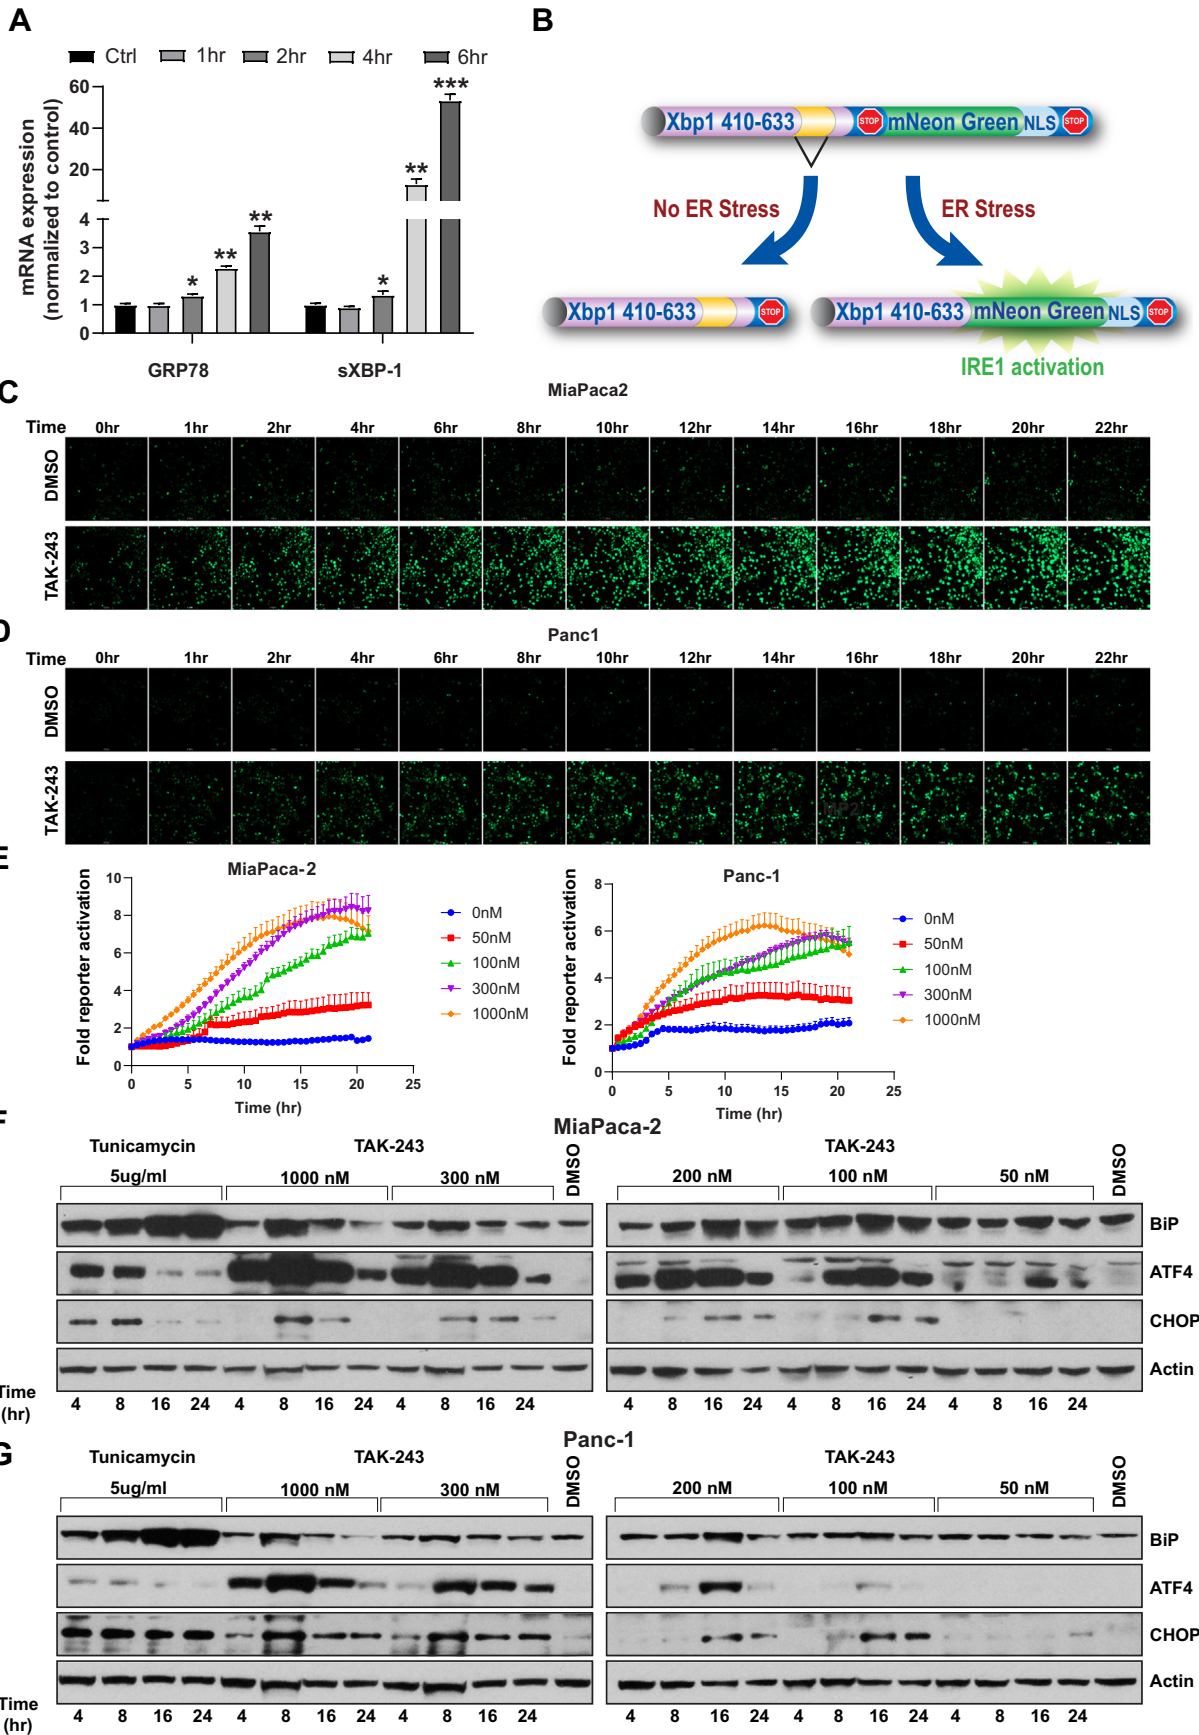 A
Ctrl 1hr 2hr 4hr 6hr
mRNA expression
(normalized to control)
60
20
4
3
2
1
0
* ** ** * ** ***
GRP78 sXBP-1
B
Xbp1 410-633 STOP mNeon Green NLS STOP
No ER Stress ER Stress
Xbp1 410-633 STOP
Xbp1 410-633 mNeon Green NLS STOP
IRE1 activation
C
MiaPaca2
Time 0hr 1hr 2hr 4hr 6hr 8hr 10hr 12hr 14hr 16hr 18hr 20hr 22hr
DMSO
TAK-243
D
Panc1
Time 0hr 1hr 2hr 4hr 6hr 8hr 10hr 12hr 14hr 16hr 18hr 20hr 22hr
DMSO
TAK-243
MP2
E
MiaPaca-2
Fold reporter activation
10
8
6
4
2
0
0 5 10 15 20 25
Time (hr)
0nM
50nM
100nM
300nM
1000nM
Panc-1
Fold reporter activation
8
6
4
2
0
0 5 10 15 20 25
Time (hr)
0nM
50nM
100nM
300nM
1000nM
F
MiaPaca-2
Tunicamycin TAK-243 DMSO TAK-243 DMSO
5ug/ml 1000 nM 300 nM 200 nM 100 nM 50 nM
BiP
ATF4
CHOP
Actin
Time
(hr)
4 8 16 24 4 8 16 24 4 8 16 24 4 8 16 24 4 8 16 24 4 8 16 24
G
Panc-1
Tunicamycin TAK-243 DMSO TAK-243 DMSO
5ug/ml 1000 nM 300 nM 200 nM 100 nM 50 nM
BiP
ATF4
CHOP
Actin
Time
(hr)
4 8 16 24 4 8 16 24 4 8 16 24 4 8 16 24 4 8 16 24 4 8 16 24